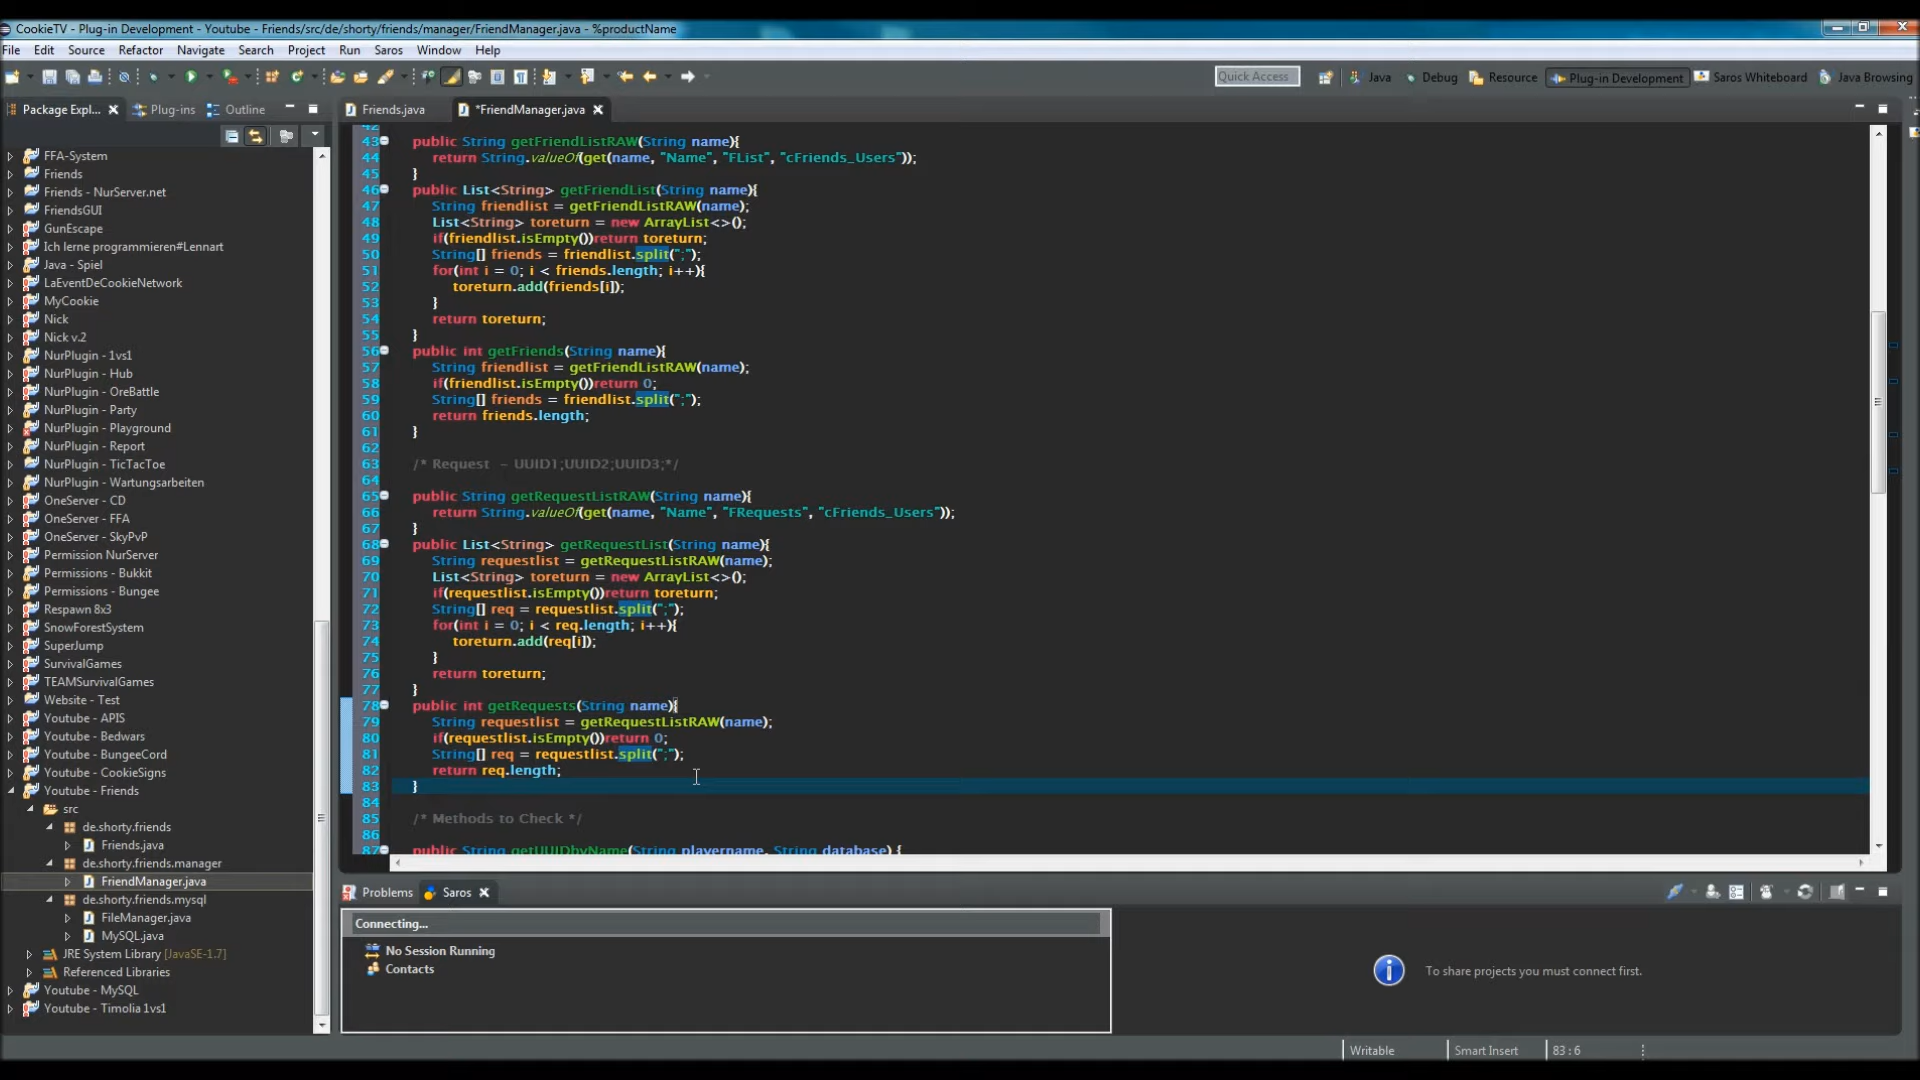 CookieTV - Plug-in Development - Youtube - Friends/src/de/shorty/friends/manager/FriendManager.java - %productName
File Edit Source Refactor Navigate Search Project Run Saros Window Help
Quick Access Java Debug Resource Plug-in Development Saros Whiteboard Java Browsing
Package Expl... Plug-ins Outline
Friends.java *FriendManager.java
FFA-System
Friends
Friends - NurServer.net
FriendsGUI
GunEscape
Ich lerne programmieren#Lennart
Java - Spiel
LaEventDeCookieNetwork
MyCookie
Nick
Nick v.2
NurPlugin - 1vs1
NurPlugin - Hub
NurPlugin - OreBattle
NurPlugin - Party
NurPlugin - Playground
NurPlugin - Report
NurPlugin - TicTacToe
NurPlugin - Wartungsarbeiten
OneServer - CD
OneServer - FFA
OneServer - SkyPvP
Permission NurServer
Permissions - Bukkit
Permissions - Bungee
Respawn 8x3
SnowForestSystem
SuperJump
SurvivalGames
TEAMSurvivalGames
Website - Test
Youtube - APIS
Youtube - Bedwars
Youtube - BungeeCord
Youtube - CookieSigns
Youtube - Friends
src
de.shorty.friends
Friends.java
de.shorty.friends.manager
FriendManager.java
de.shorty.friends.mysql
FileManager.java
MySQL.java
JRE System Library [JavaSE-1.7]
Referenced Libraries
Youtube - MySQL
Youtube - Timolia 1vs1
42
43 public String getFriendListRAW(String name){
44 return String.valueOf(get(name, "Name", "FList", "cFriends_Users"));
45 }
46 public List<String> getFriendList(String name){
47 String friendlist = getFriendListRAW(name);
48 List<String> toreturn = new ArrayList<>();
49 if(friendlist.isEmpty())return toreturn;
50 String[] friends = friendlist.split(";");
51 for(int i = 0; i < friends.length; i++){
52 toreturn.add(friends[i]);
53 }
54 return toreturn;
55 }
56 public int getFriends(String name){
57 String friendlist = getFriendListRAW(name);
58 if(friendlist.isEmpty())return 0;
59 String[] friends = friendlist.split(";");
60 return friends.length;
61 }
62
63 /* Request - UUID1;UUID2;UUID3;*/
64
65 public String getRequestListRAW(String name){
66 return String.valueOf(get(name, "Name", "FRequests", "cFriends_Users"));
67 }
68 public List<String> getRequestList(String name){
69 String requestlist = getRequestListRAW(name);
70 List<String> toreturn = new ArrayList<>();
71 if(requestlist.isEmpty())return toreturn;
72 String[] req = requestlist.split(";");
73 for(int i = 0; i < req.length; i++){
74 toreturn.add(req[i]);
75 }
76 return toreturn;
77 }
78 public int getRequests(String name){
79 String requestlist = getRequestListRAW(name);
80 if(requestlist.isEmpty())return 0;
81 String[] req = requestlist.split(";");
82 return req.length;
83 }
84
85 /* Methods to Check */
86
87 public String getUUIDbyName(String playername, String database) {
Problems Saros
Connecting...
No Session Running
Contacts
To share projects you must connect first.
Writable Smart Insert 83 : 6